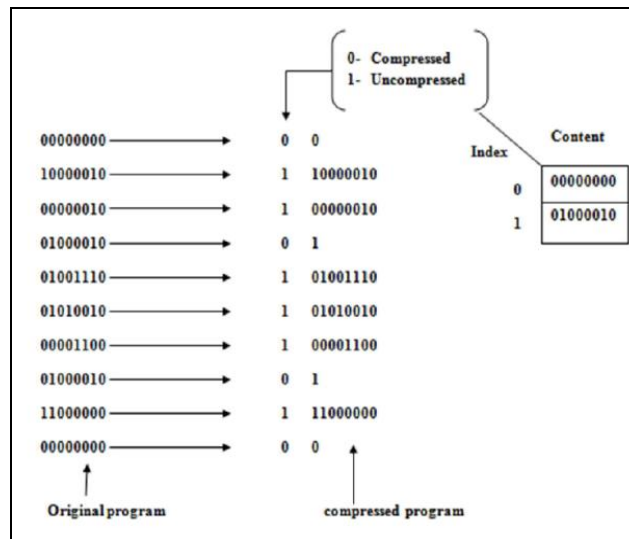 0- Compressed
1- Uncompressed
Content
Index
0 00000000
1 01000010
00000000 0 0
10000010 1 10000010
00000010 1 00000010
01000010 0 1
01001110 1 01001110
01010010 1 01010010
00001100 1 00001100
01000010 0 1
11000000 1 11000000
00000000 0 0
Original program compressed program